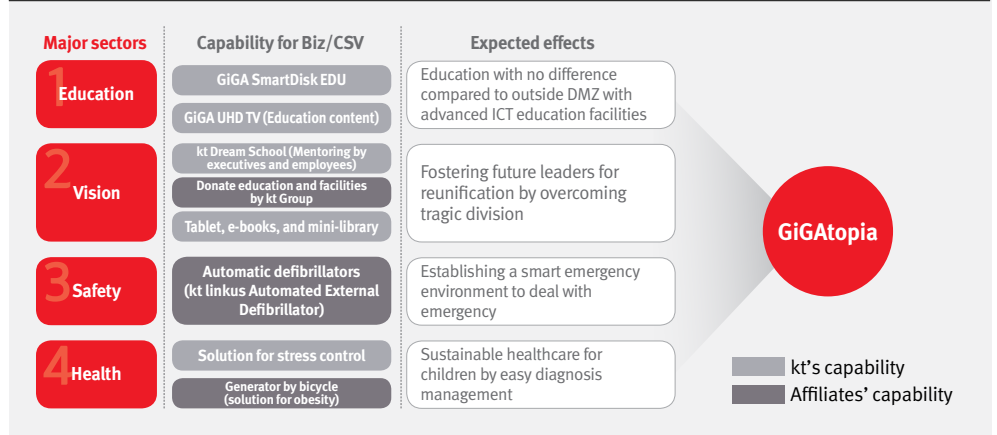 Major sectors
Capability for Biz/CSV
Expected effects
1
Education
GiGA SmartDisk EDU
GiGA UHD TV (Education content)
Education with no difference
compared to outside DMZ with
advanced ICT education facilities
2
Vision
kt Dream School (Mentoring by
executives and employees)
Donate education and facilities
by kt Group
Tablet, e-books, and mini-library
Fostering future leaders for
reunification by overcoming
tragic division
3
Safety
Automatic defibrillators
(kt linkus Automated External
Defibrillator)
Establishing a smart emergency
environment to deal with
emergency
4
Health
Solution for stress control
Generator by bicycle
(solution for obesity)
Sustainable healthcare for
children by easy diagnosis
management
GiGAtopia
kt's capability
Affiliates' capability